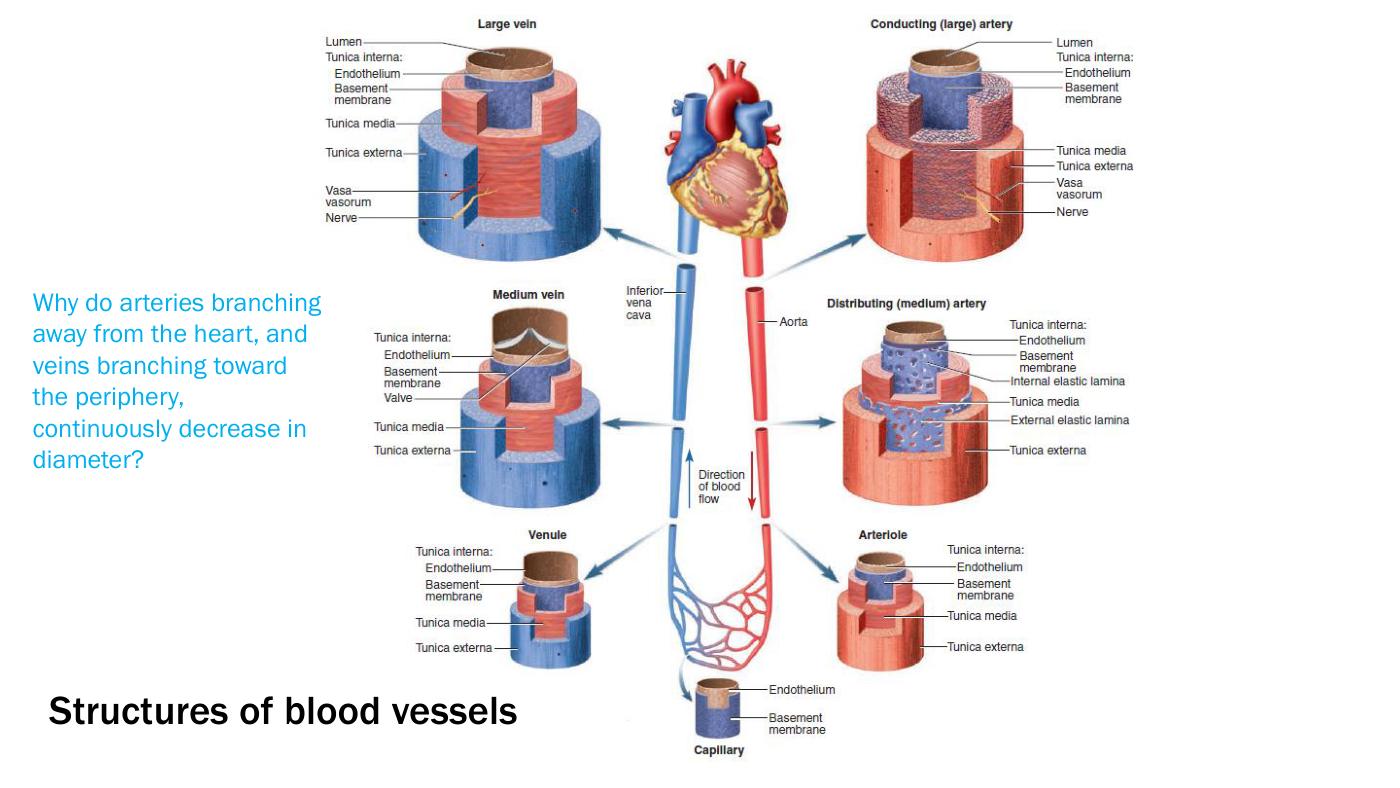 Large vein
Lumen
Tunica interna:
Endothelium
Basement
membrane
Tunica media
Tunica externa
Vasa
vasorum
Nerve
Conducting (large) artery
Lumen
Tunica interna:
Endothelium
Basement
membrane
Tunica media
Tunica externa
Vasa
vasorum
Nerve
Why do arteries branching
away from the heart, and
veins branching toward
the periphery,
continuously decrease in
diameter?
Medium vein
Tunica interna:
Endothelium
Basement
membrane
Valve
Tunica media
Tunica externa
Inferior
vena
cava
Aorta
Distributing (medium) artery
Tunica interna:
Endothelium
Basement
membrane
Internal elastic lamina
Tunica media
External elastic lamina
Tunica externa
Direction
of blood
flow
Venule
Tunica interna:
Endothelium
Basement
membrane
Tunica media
Tunica externa
Arteriole
Tunica interna:
Endothelium
Basement
membrane
Tunica media
Tunica externa
Endothelium
Basement
membrane
Capillary
Structures of blood vessels